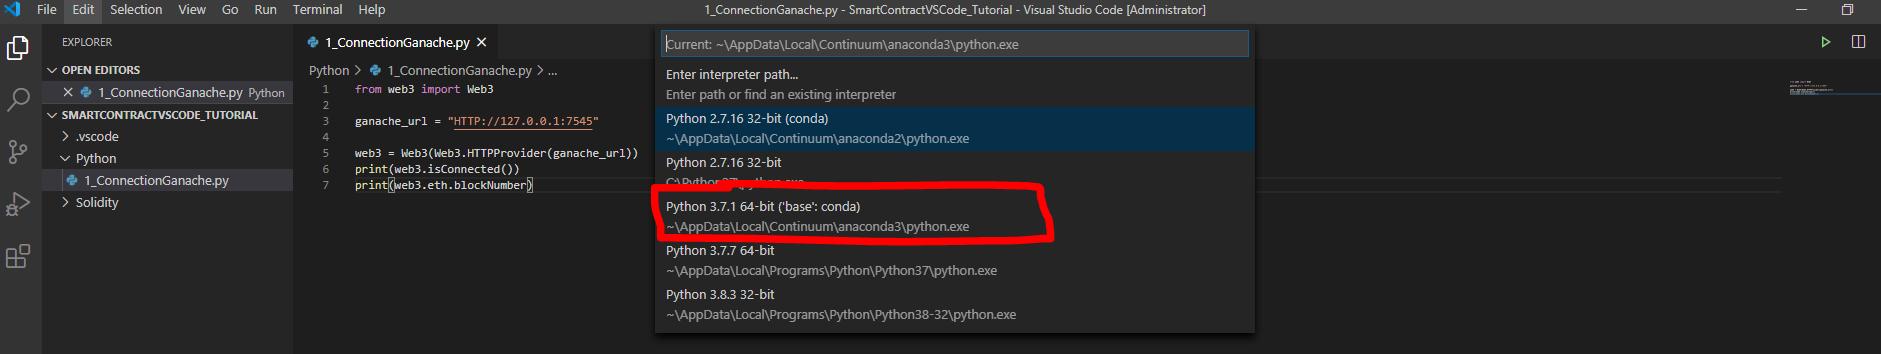 File Edit Selection View Go Run Terminal Help
1_ConnectionGanache.py - SmartContractVSCode_Tutorial - Visual Studio Code [Administrator]
EXPLORER
OPEN EDITORS
1_ConnectionGanache.py Python
SMARTCONTRACTVSCODE_TUTORIAL
.vscode
Python
1_ConnectionGanache.py
Solidity
1_ConnectionGanache.py
Python > 1_ConnectionGanache.py > ...
1 from web3 import Web3
2
3 ganache_url = "HTTP://127.0.0.1:7545"
4
5 web3 = Web3(Web3.HTTPProvider(ganache_url))
6 print(web3.isConnected())
7 print(web3.eth.blockNumber)
Current: ~\AppData\Local\Continuum\anaconda3\python.exe
Enter interpreter path...
Enter path or find an existing interpreter
Python 2.7.16 32-bit (conda)
~\AppData\Local\Continuum\anaconda2\python.exe
Python 2.7.16 32-bit
C:\Python27\python.exe
Python 3.7.1 64-bit ('base': conda)
~\AppData\Local\Continuum\anaconda3\python.exe
Python 3.7.7 64-bit
~\AppData\Local\Programs\Python\Python37\python.exe
Python 3.8.3 32-bit
~\AppData\Local\Programs\Python\Python38-32\python.exe